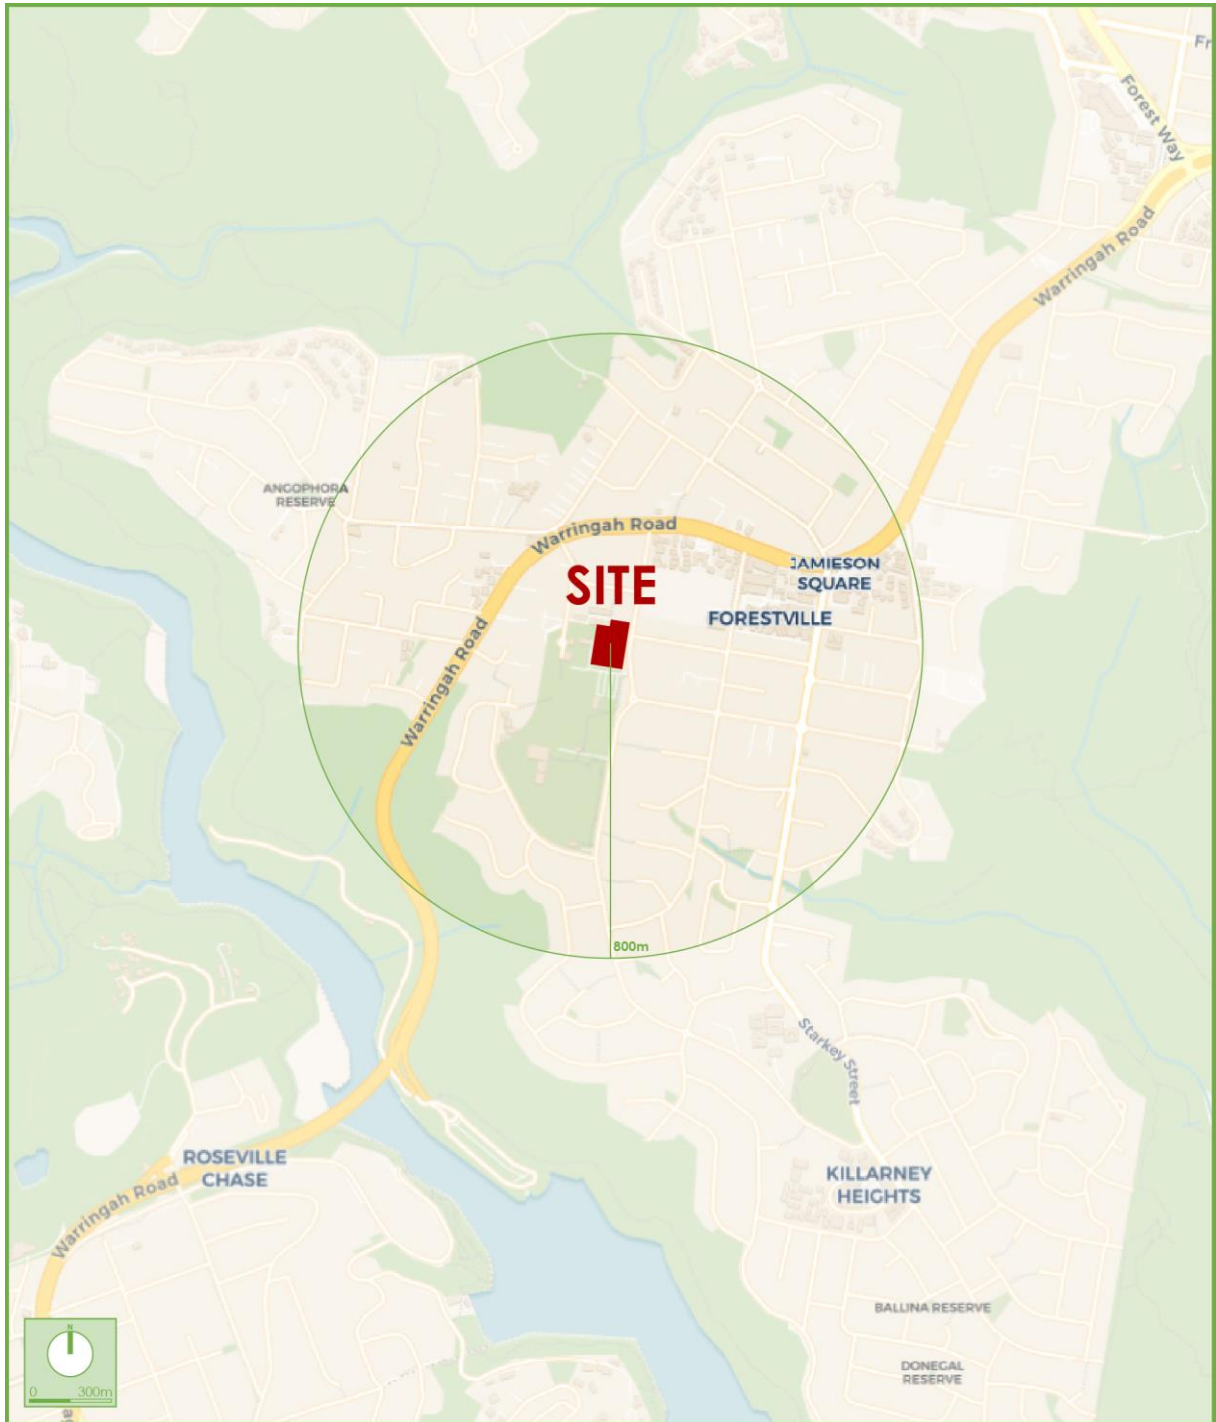 Fr
Forest Way
Warringah Road
ANGOPHORA
RESERVE
Warringah Road
JAMIESON
SQUARE
SITE
FORESTVILLE
Warringah Road
800m
Starkey Street
ROSEVILLE
CHASE
KILLARNEY
HEIGHTS
Warringah Road
BALLINA RESERVE
N
DONEGAL
RESERVE
0 300m